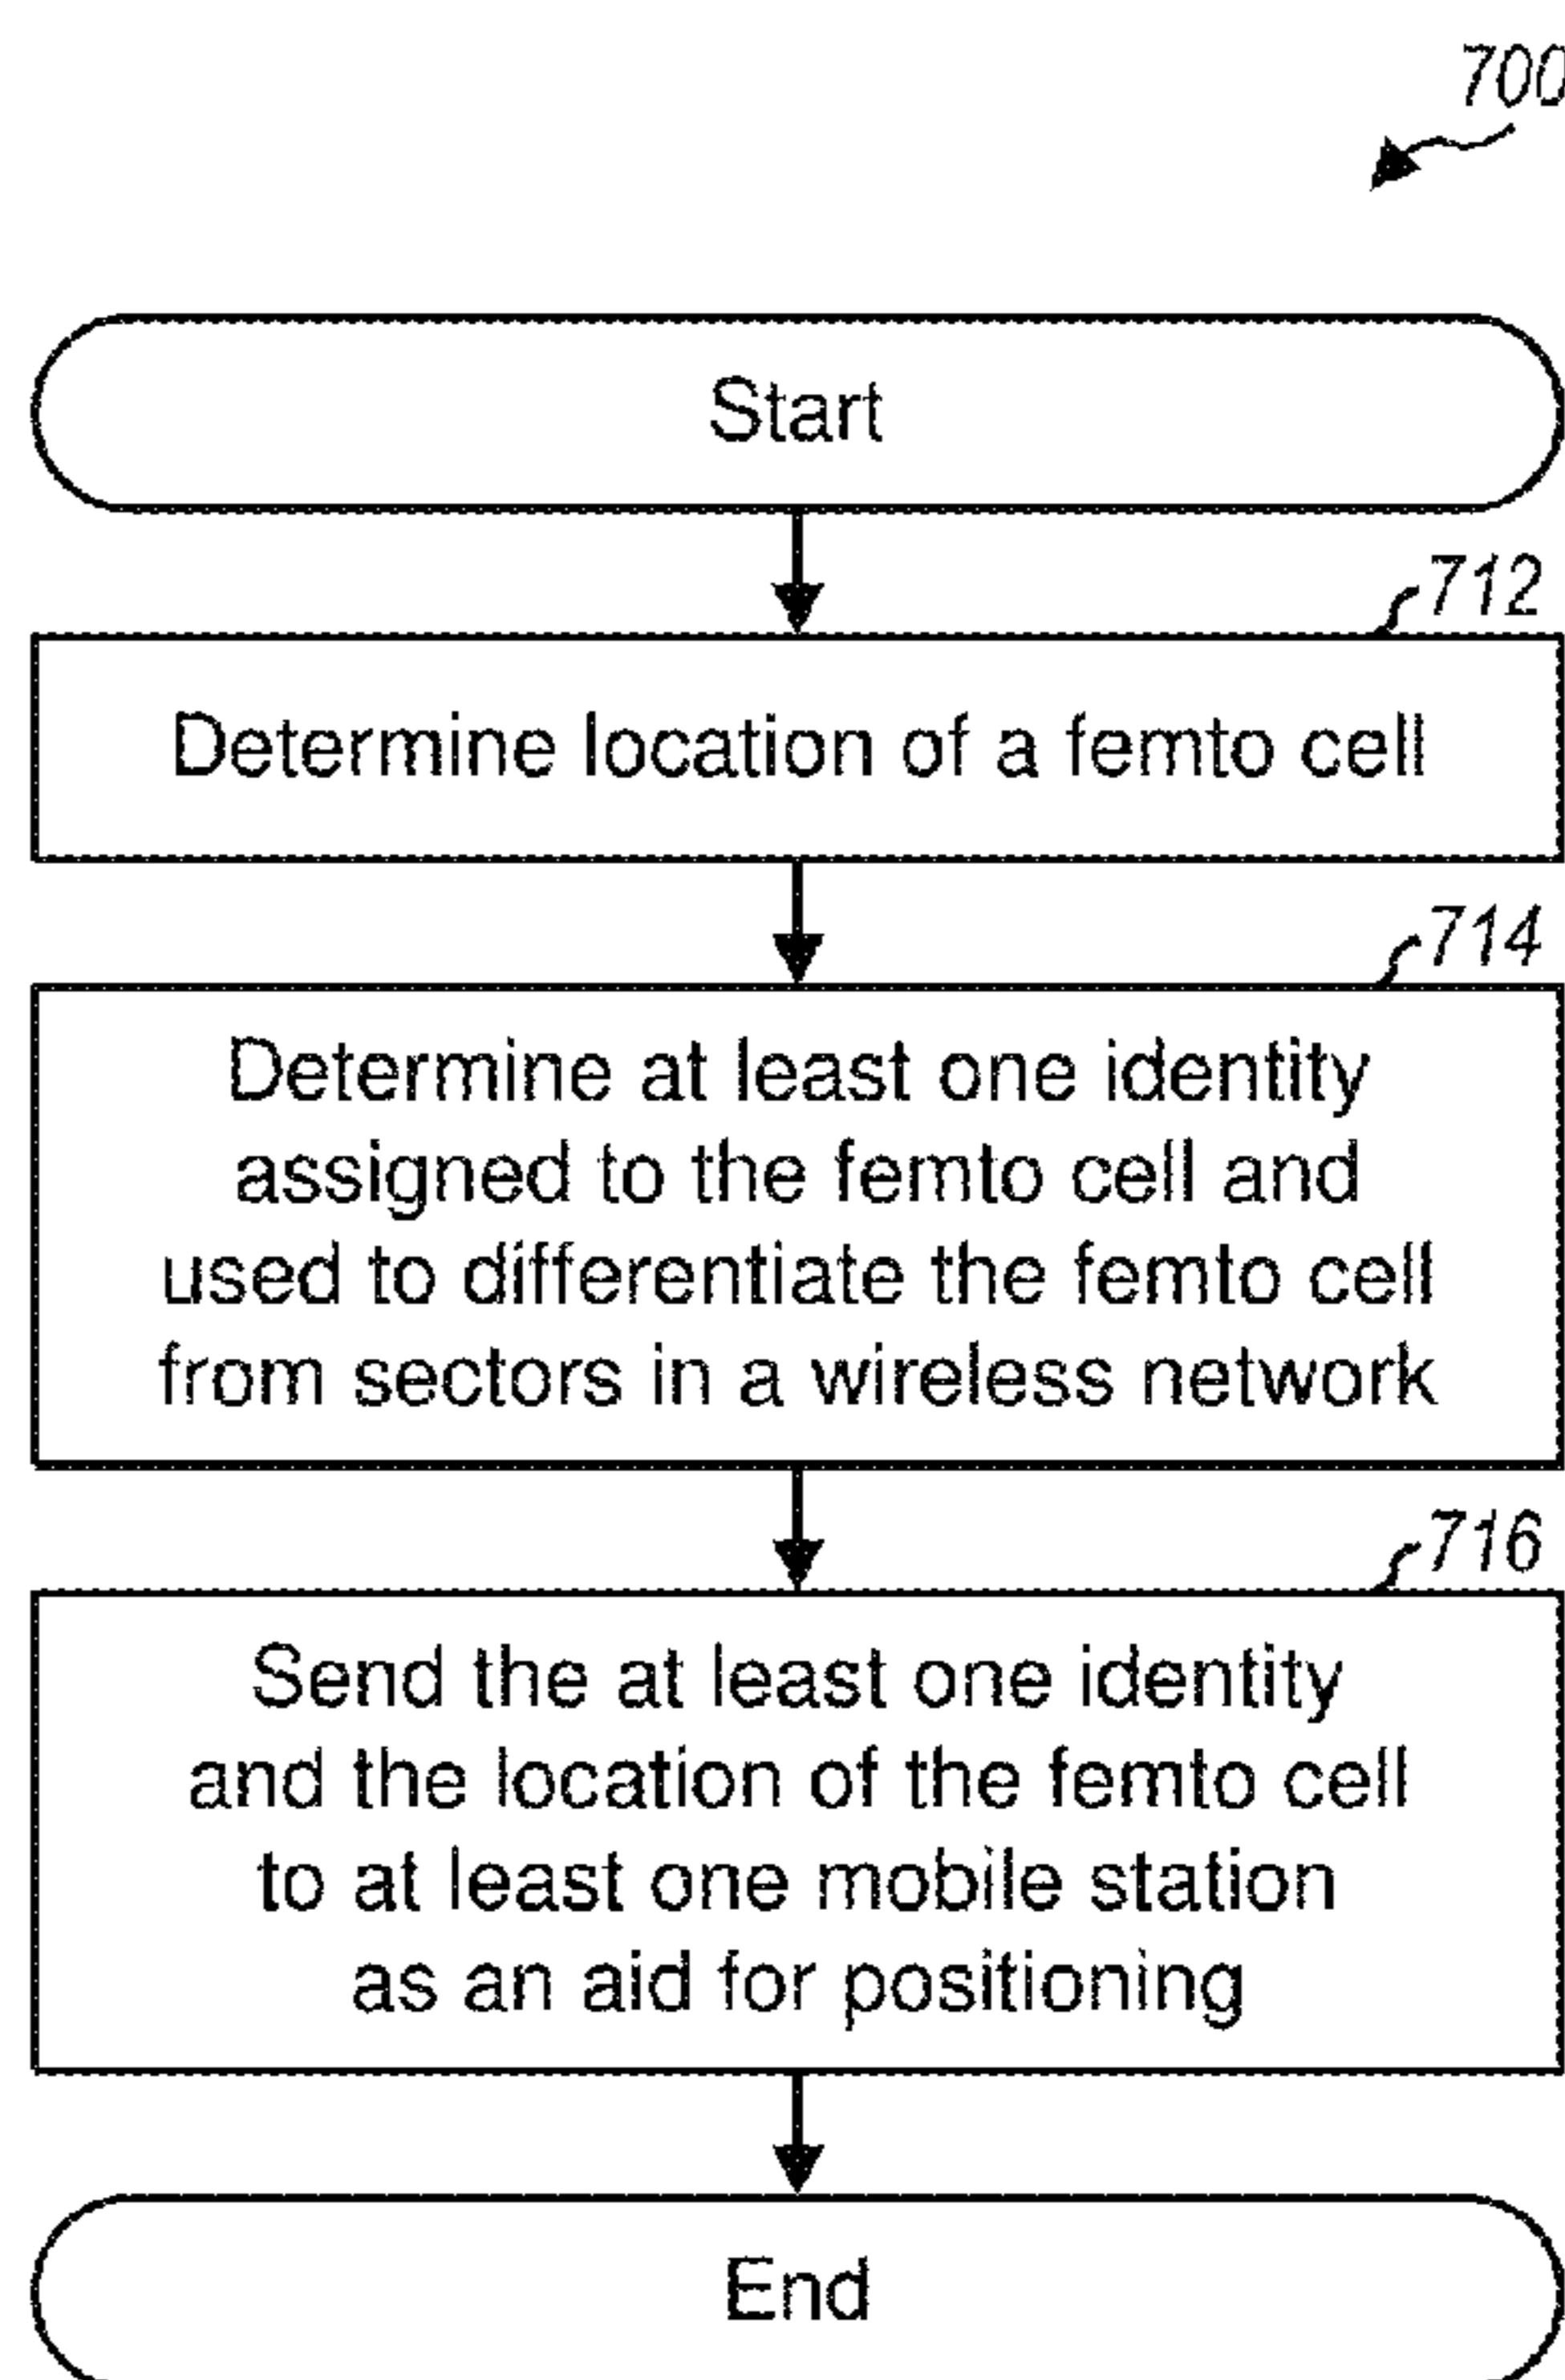 700
Start
712
Determine location of a femto cell
714
Determine at least one identity
assigned to the femto cell and
used to differentiate the femto cell
from sectors in a wireless network
716
Send the at least one identity
and the location of the femto cell
to at least one mobile station
as an aid for positioning
End